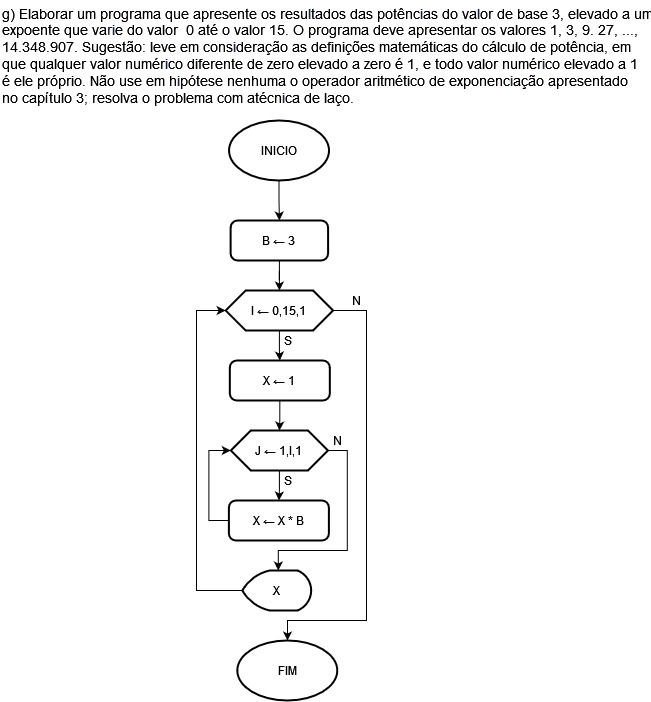 g) Elaborar um programa que apresente os resultados das potências do valor de base 3, elevado a um
expoente que varie do valor 0 até o valor 15. O programa deve apresentar os valores 1, 3, 9. 27, ...,
14.348.907. Sugestão: leve em consideração as definições matemáticas do cálculo de potência, em
que qualquer valor numérico diferente de zero elevado a zero é 1, e todo valor numérico elevado a 1
é ele próprio. Não use em hipótese nenhuma o operador aritmético de exponenciação apresentado
no capítulo 3; resolva o problema com atécnica de laço.
INICIO
B ← 3
I ← 0,15,1
N
S
X ← 1
J ← 1,I,1
N
S
X ← X * B
X
FIM